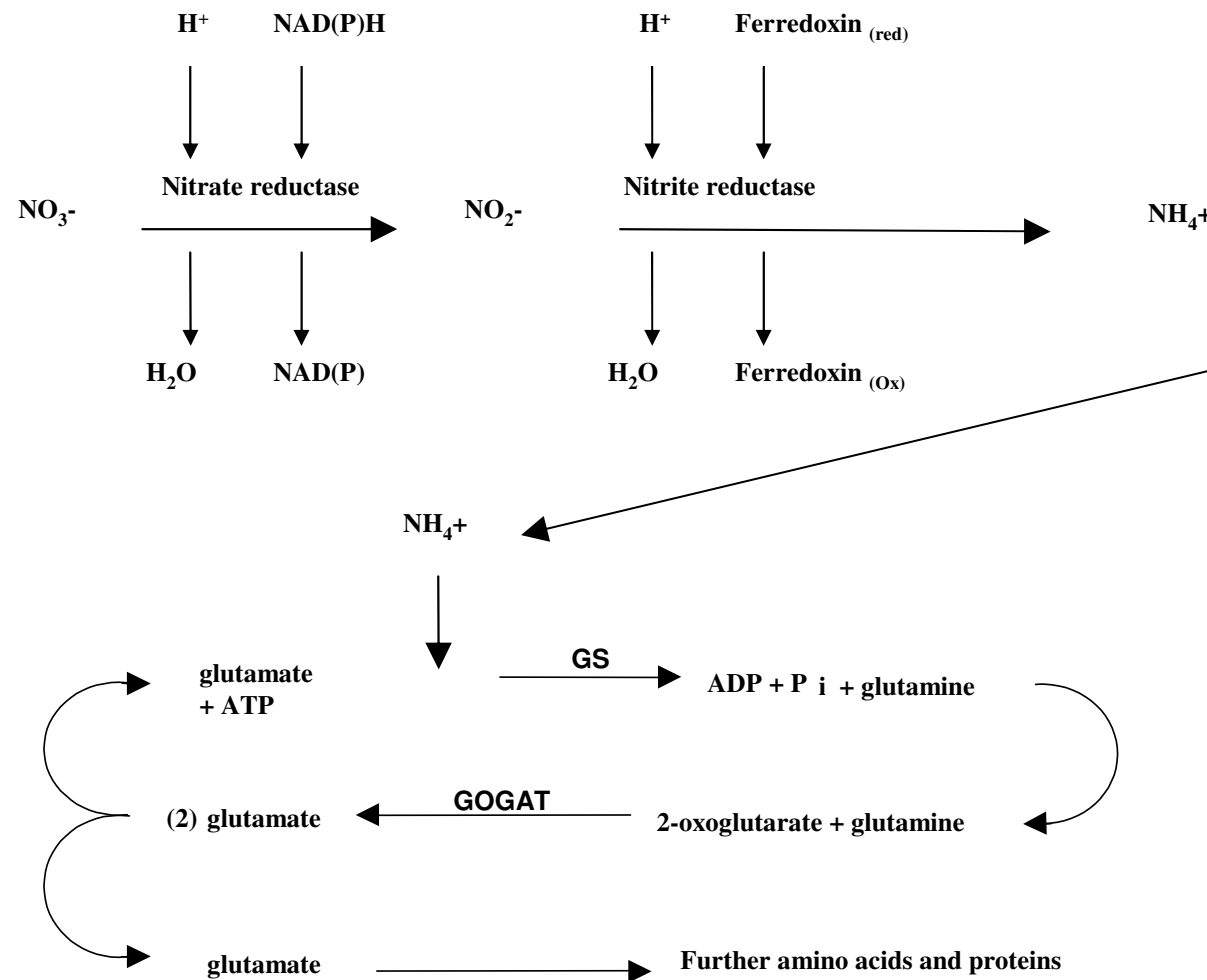 H⁺ NAD(P)H H⁺ Ferredoxin (red)
Nitrate reductase Nitrite reductase
NO₃- NO₂- NH₄+
H₂O NAD(P) H₂O Ferredoxin (Ox)
NH₄+
GS
glutamate
+ ATP
ADP + P i + glutamine
GOGAT
(2) glutamate 2-oxoglutarate + glutamine
glutamate Further amino acids and proteins